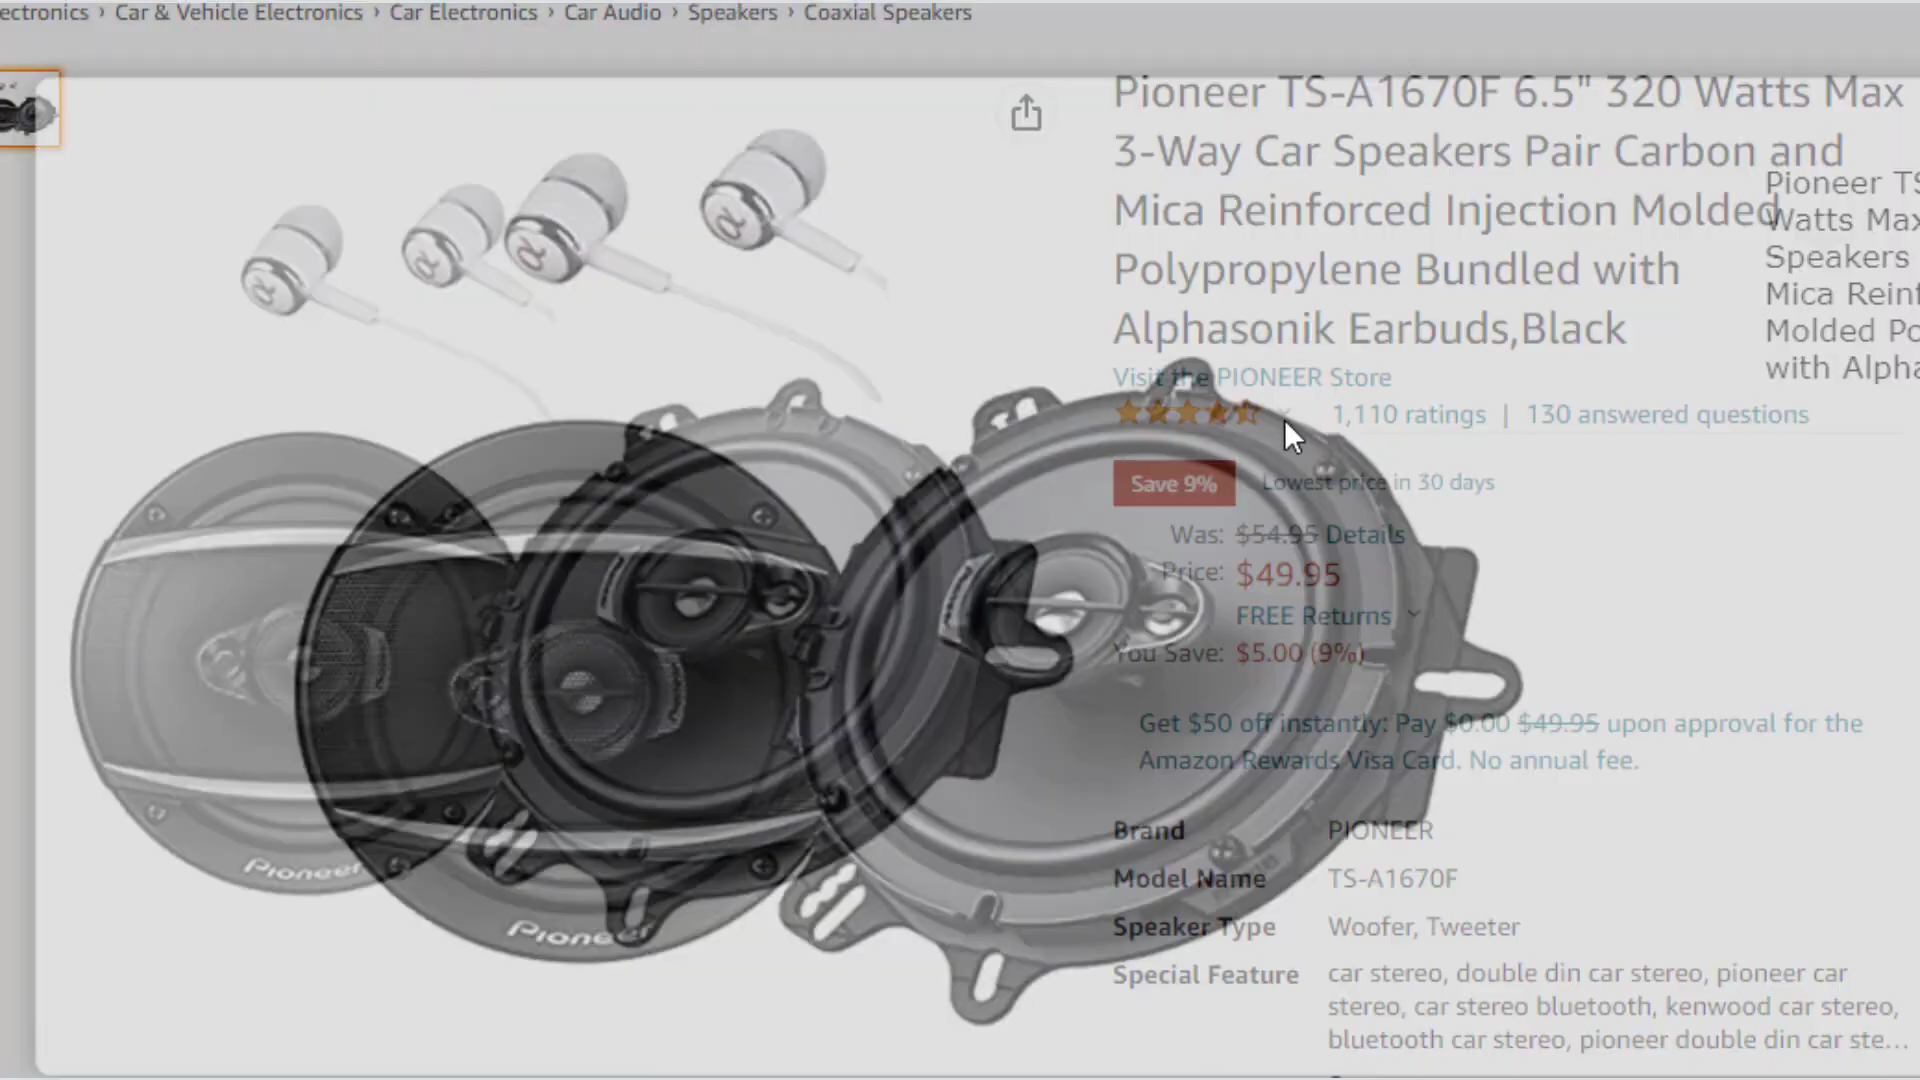 ectronics › Car & Vehicle Electronics › Car Electronics › Car Audio › Speakers › Coaxial Speakers
Pioneer TS-A1670F 6.5" 320 Watts Max
3-Way Car Speakers Pair Carbon and
Mica Reinforced Injection Molded
Polypropylene Bundled with
Alphasonik Earbuds,Black
Visit the PIONEER Store
1,110 ratings | 130 answered questions
Save 9% Lowest price in 30 days
Was: $54.95 Details
Price: $49.95
FREE Returns
You Save: $5.00 (9%)
Get $50 off instantly: Pay $0.00 $49.95 upon approval for the
Amazon Rewards Visa Card. No annual fee.
Brand PIONEER
Model Name TS-A1670F
Speaker Type Woofer, Tweeter
Special Feature car stereo, double din car stereo, pioneer car
stereo, car stereo bluetooth, kenwood car stereo,
bluetooth car stereo, pioneer double din car ste...
Pioneer TS
Watts Max
Speakers
Mica Reinf
Molded Po
with Alpha
Pioneer
Pionee